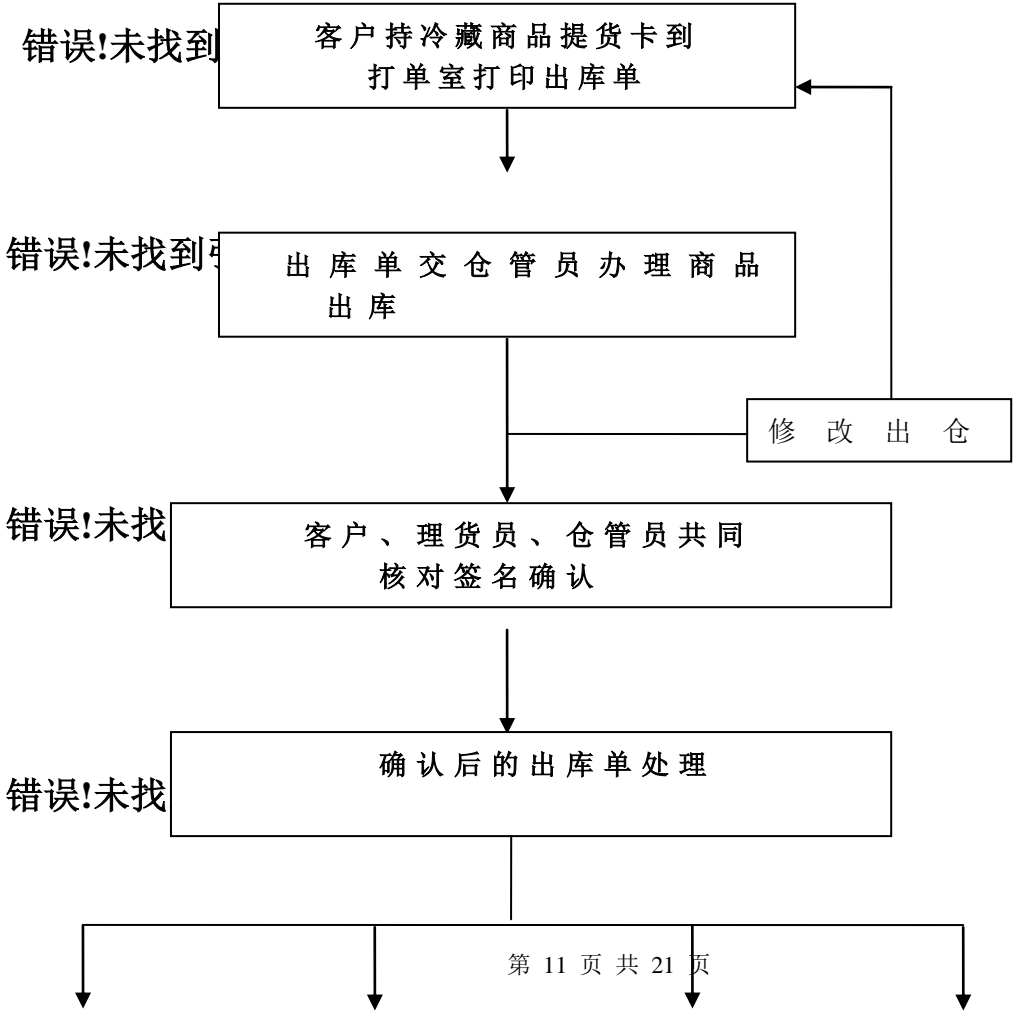 错误!未找到
客户持冷藏商品提货卡到
打单室打印出库单
错误!未找到
出库单交仓管员办理商品
出库
修改出仓
错误!未找
客户、理货员、仓管员共同
核对签名确认
确认后的出库单处理
错误!未找
第 11 页 共 21 页